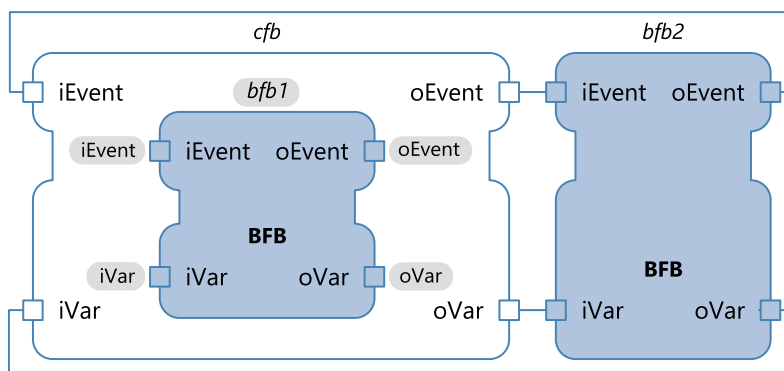 cfb
bfb2
iEvent
bfb1
oEvent
iEvent
oEvent
iEvent
iEvent
oEvent
oEvent
BFB
BFB
iVar
iVar
oVar
oVar
iVar
oVar
iVar
oVar